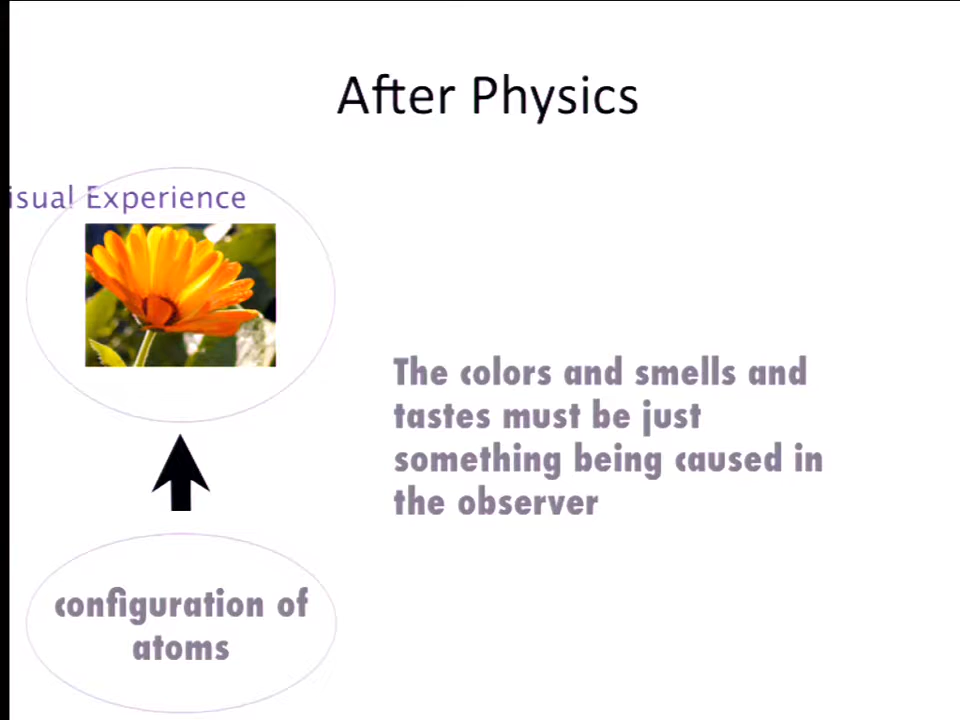 After Physics
isual Experience
The colors and smells and
tastes must be just
something being caused in
the observer
configuration of
atoms